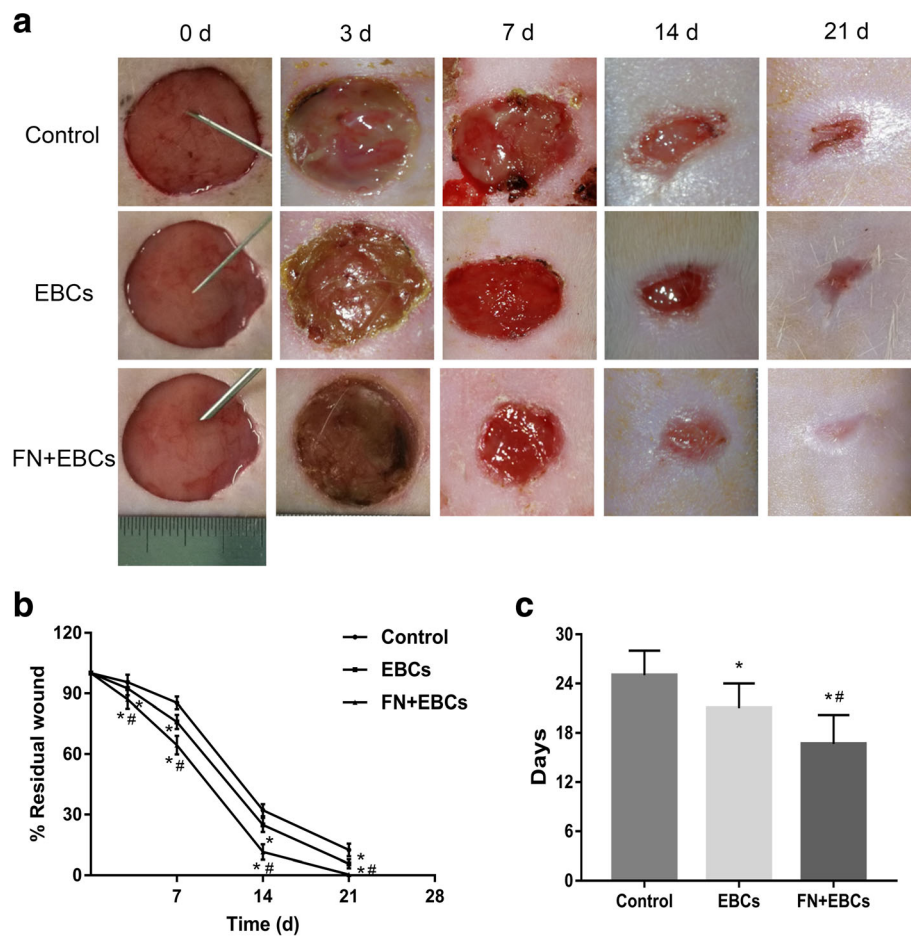 a
0 d 3 d 7 d 14 d 21 d
Control
EBCs
FN+EBCs
b
120
90
60
30
0
% Residual wound
7 14 21 28
Time (d)
Control
EBCs
FN+EBCs
*#
*
*
*#
*
*#
*
*#
c
30
24
18
12
6
0
Days
*
*#
Control EBCs FN+EBCs